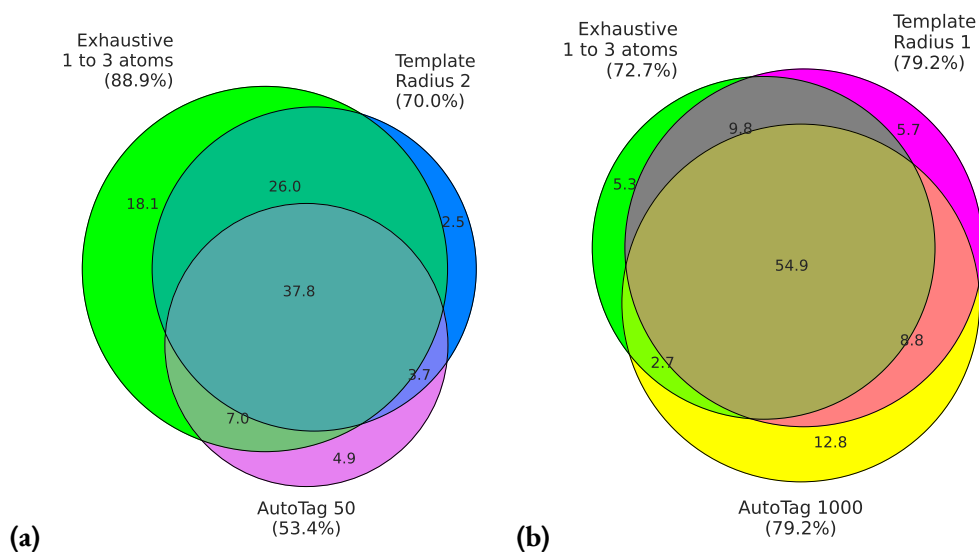 Exhaustive
1 to 3 atoms
(88.9%)
Template
Radius 2
(70.0%)
18.1
26.0
2.5
37.8
3.7
7.0
4.9
AutoTag 50
(53.4%)
(a)
Exhaustive
1 to 3 atoms
(72.7%)
Template
Radius 1
(79.2%)
9.8
5.7
5.3
54.9
8.8
2.7
12.8
AutoTag 1000
(79.2%)
(b)